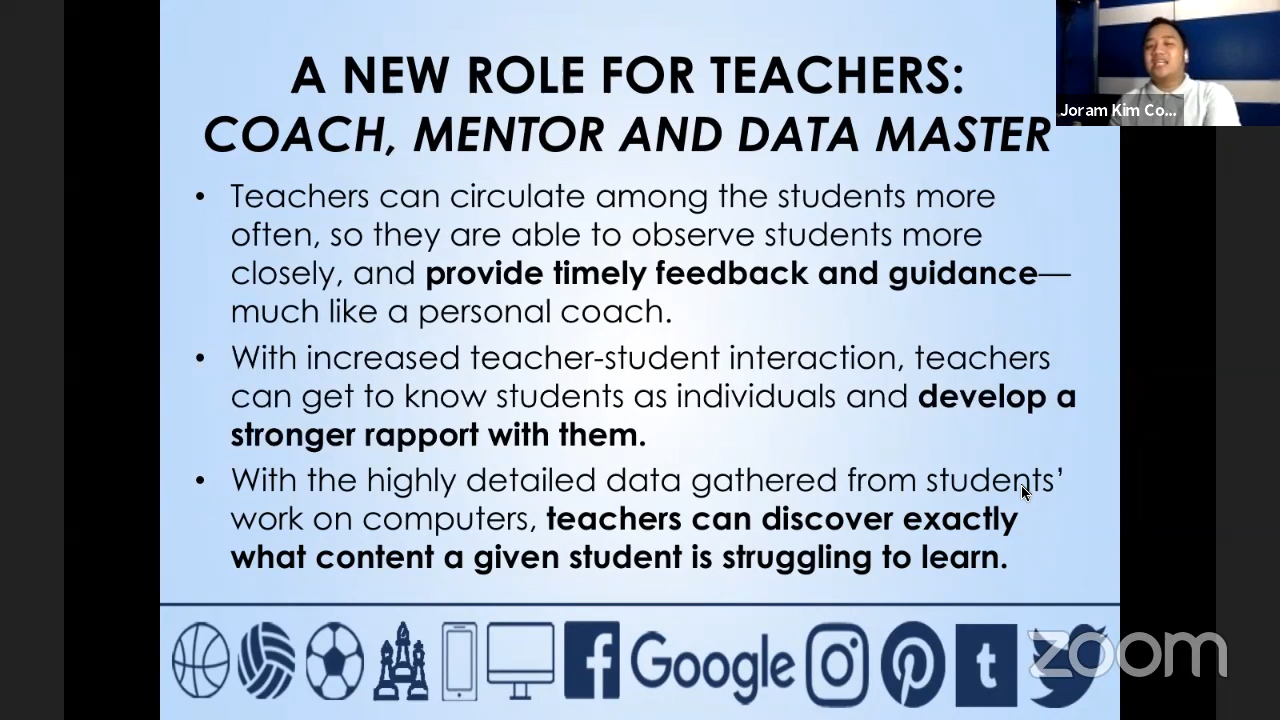 A NEW ROLE FOR TEACHERS:
COACH, MENTOR AND DATA MASTER
Joram Kim Co...
• Teachers can circulate among the students more
often, so they are able to observe students more
closely, and provide timely feedback and guidance—
much like a personal coach.
• With increased teacher-student interaction, teachers
can get to know students as individuals and develop a
stronger rapport with them.
• With the highly detailed data gathered from students’
work on computers, teachers can discover exactly
what content a given student is struggling to learn.
f Google t
zoom